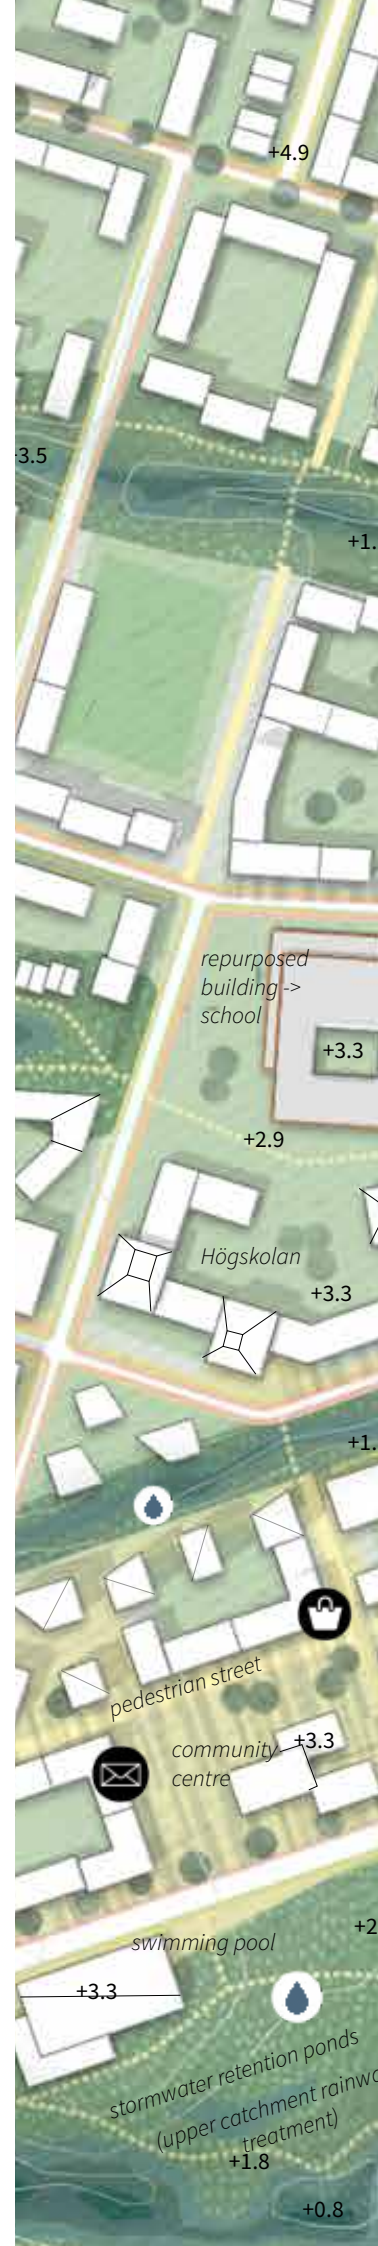 +4.9
-3.5
+1.
repurposed
building ->
school
+3.3
+2.9
Högskolan
+3.3
+1.
pedestrian street
community
centre
+3.3
+2
swimming pool
+3.3
stormwater retention ponds
(upper catchment rainwa
treatment)
+1.8
+0.8